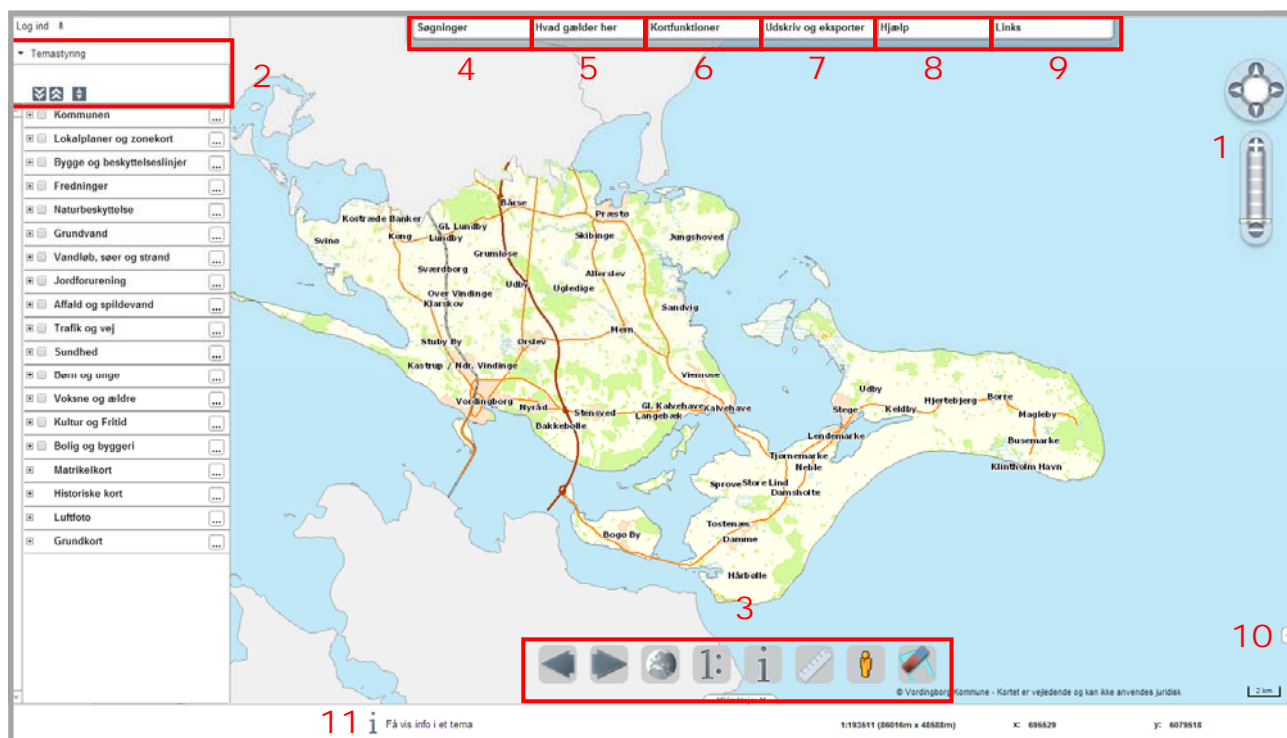 Log ind
Søgninger
Hvad gælder her
Kortfunktioner
Udskriv og eksporter
Hjælp
Links
Temastyring
2
4
5
6
7
8
9
1
Kommunen ...
Lokalplaner og zonekort ...
Bygge og beskyttelseslinjer ...
Fredninger ...
Naturbeskyttelse ...
Grundvand ...
Vandløb, søer og strand ...
Jordforurening ...
Affald og spildevand ...
Trafik og vej ...
Sundhed ...
Børn og unge ...
Voksne og ældre ...
Kultur og Fritid ...
Bolig og byggeri ...
Matrikelkort ...
Historiske kort ...
Luftfoto ...
Grundkort ...
Bårse
Kostræde Banker
Præstø
Gl. Lundby
Svinø
Køng
Lundby
Skibinge
Jungshoved
Grumløse
Sværdborg
Allerslev
Udby
Ugledige
Over Vindinge
Klarskov
Sandvig
Mern
Stuby By
Ørslev
Kastrup / Ndr. Vindinge
Viemose
Vordingborg
Nyråd
Stensved
Gl. Kalvehave
Kalvehave
Langebæk
Bakkebølle
Udby
Stege
Keldby
Hjertebjerg
Borre
Magleby
Lendemarke
Busemarke
Tjørnemarke
Neble
Klintholm Havn
Sprove
Store Lind
Damsholte
Tostenæs
Bogø By
Damme
Hårbølle
3
10
1:
i
© Vordingborg Kommune - Kortet er vejledende og kan ikke anvendes juridisk
2 km
11
i Få vis info i et tema
1:193511 (86016m x 48588m)
x: 695529
y: 6079518